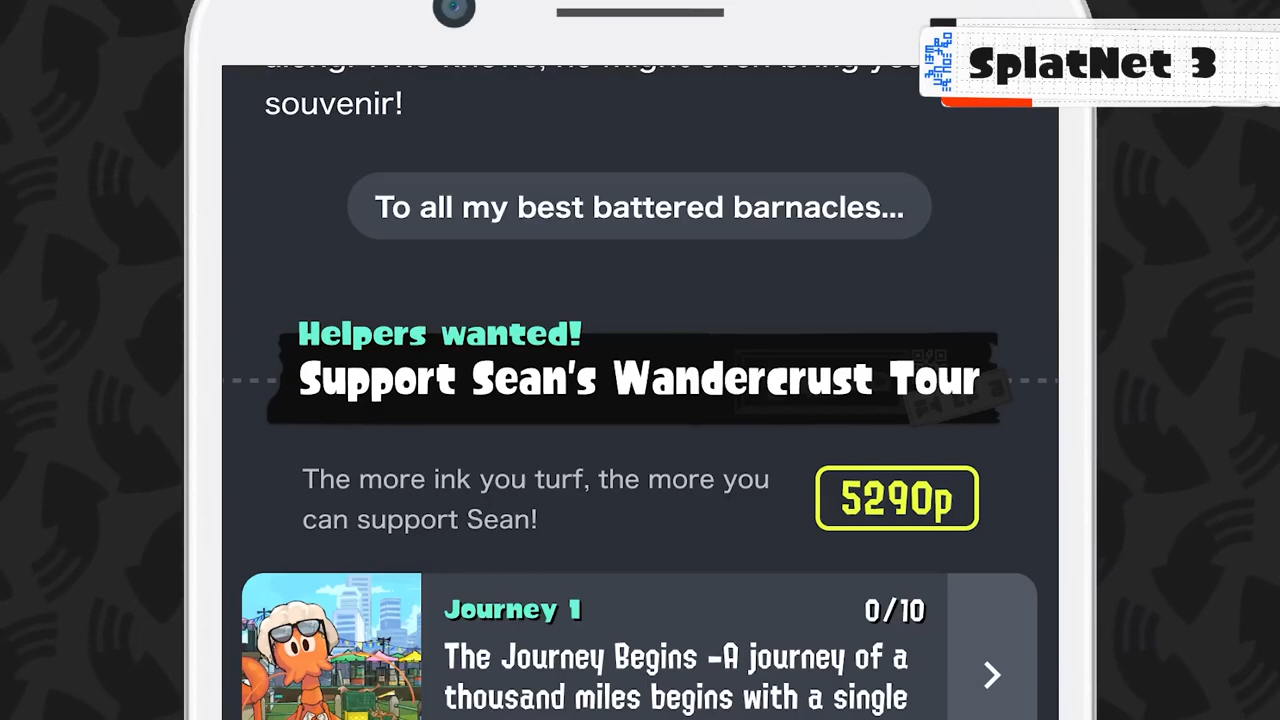 SplatNet 3
souvenir!
To all my best battered barnacles...
Helpers wanted!
Support Sean's Wandercrust Tour
The more ink you turf, the more you
can support Sean!
5290p
Journey 1
0/10
The Journey Begins -A journey of a
thousand miles begins with a single